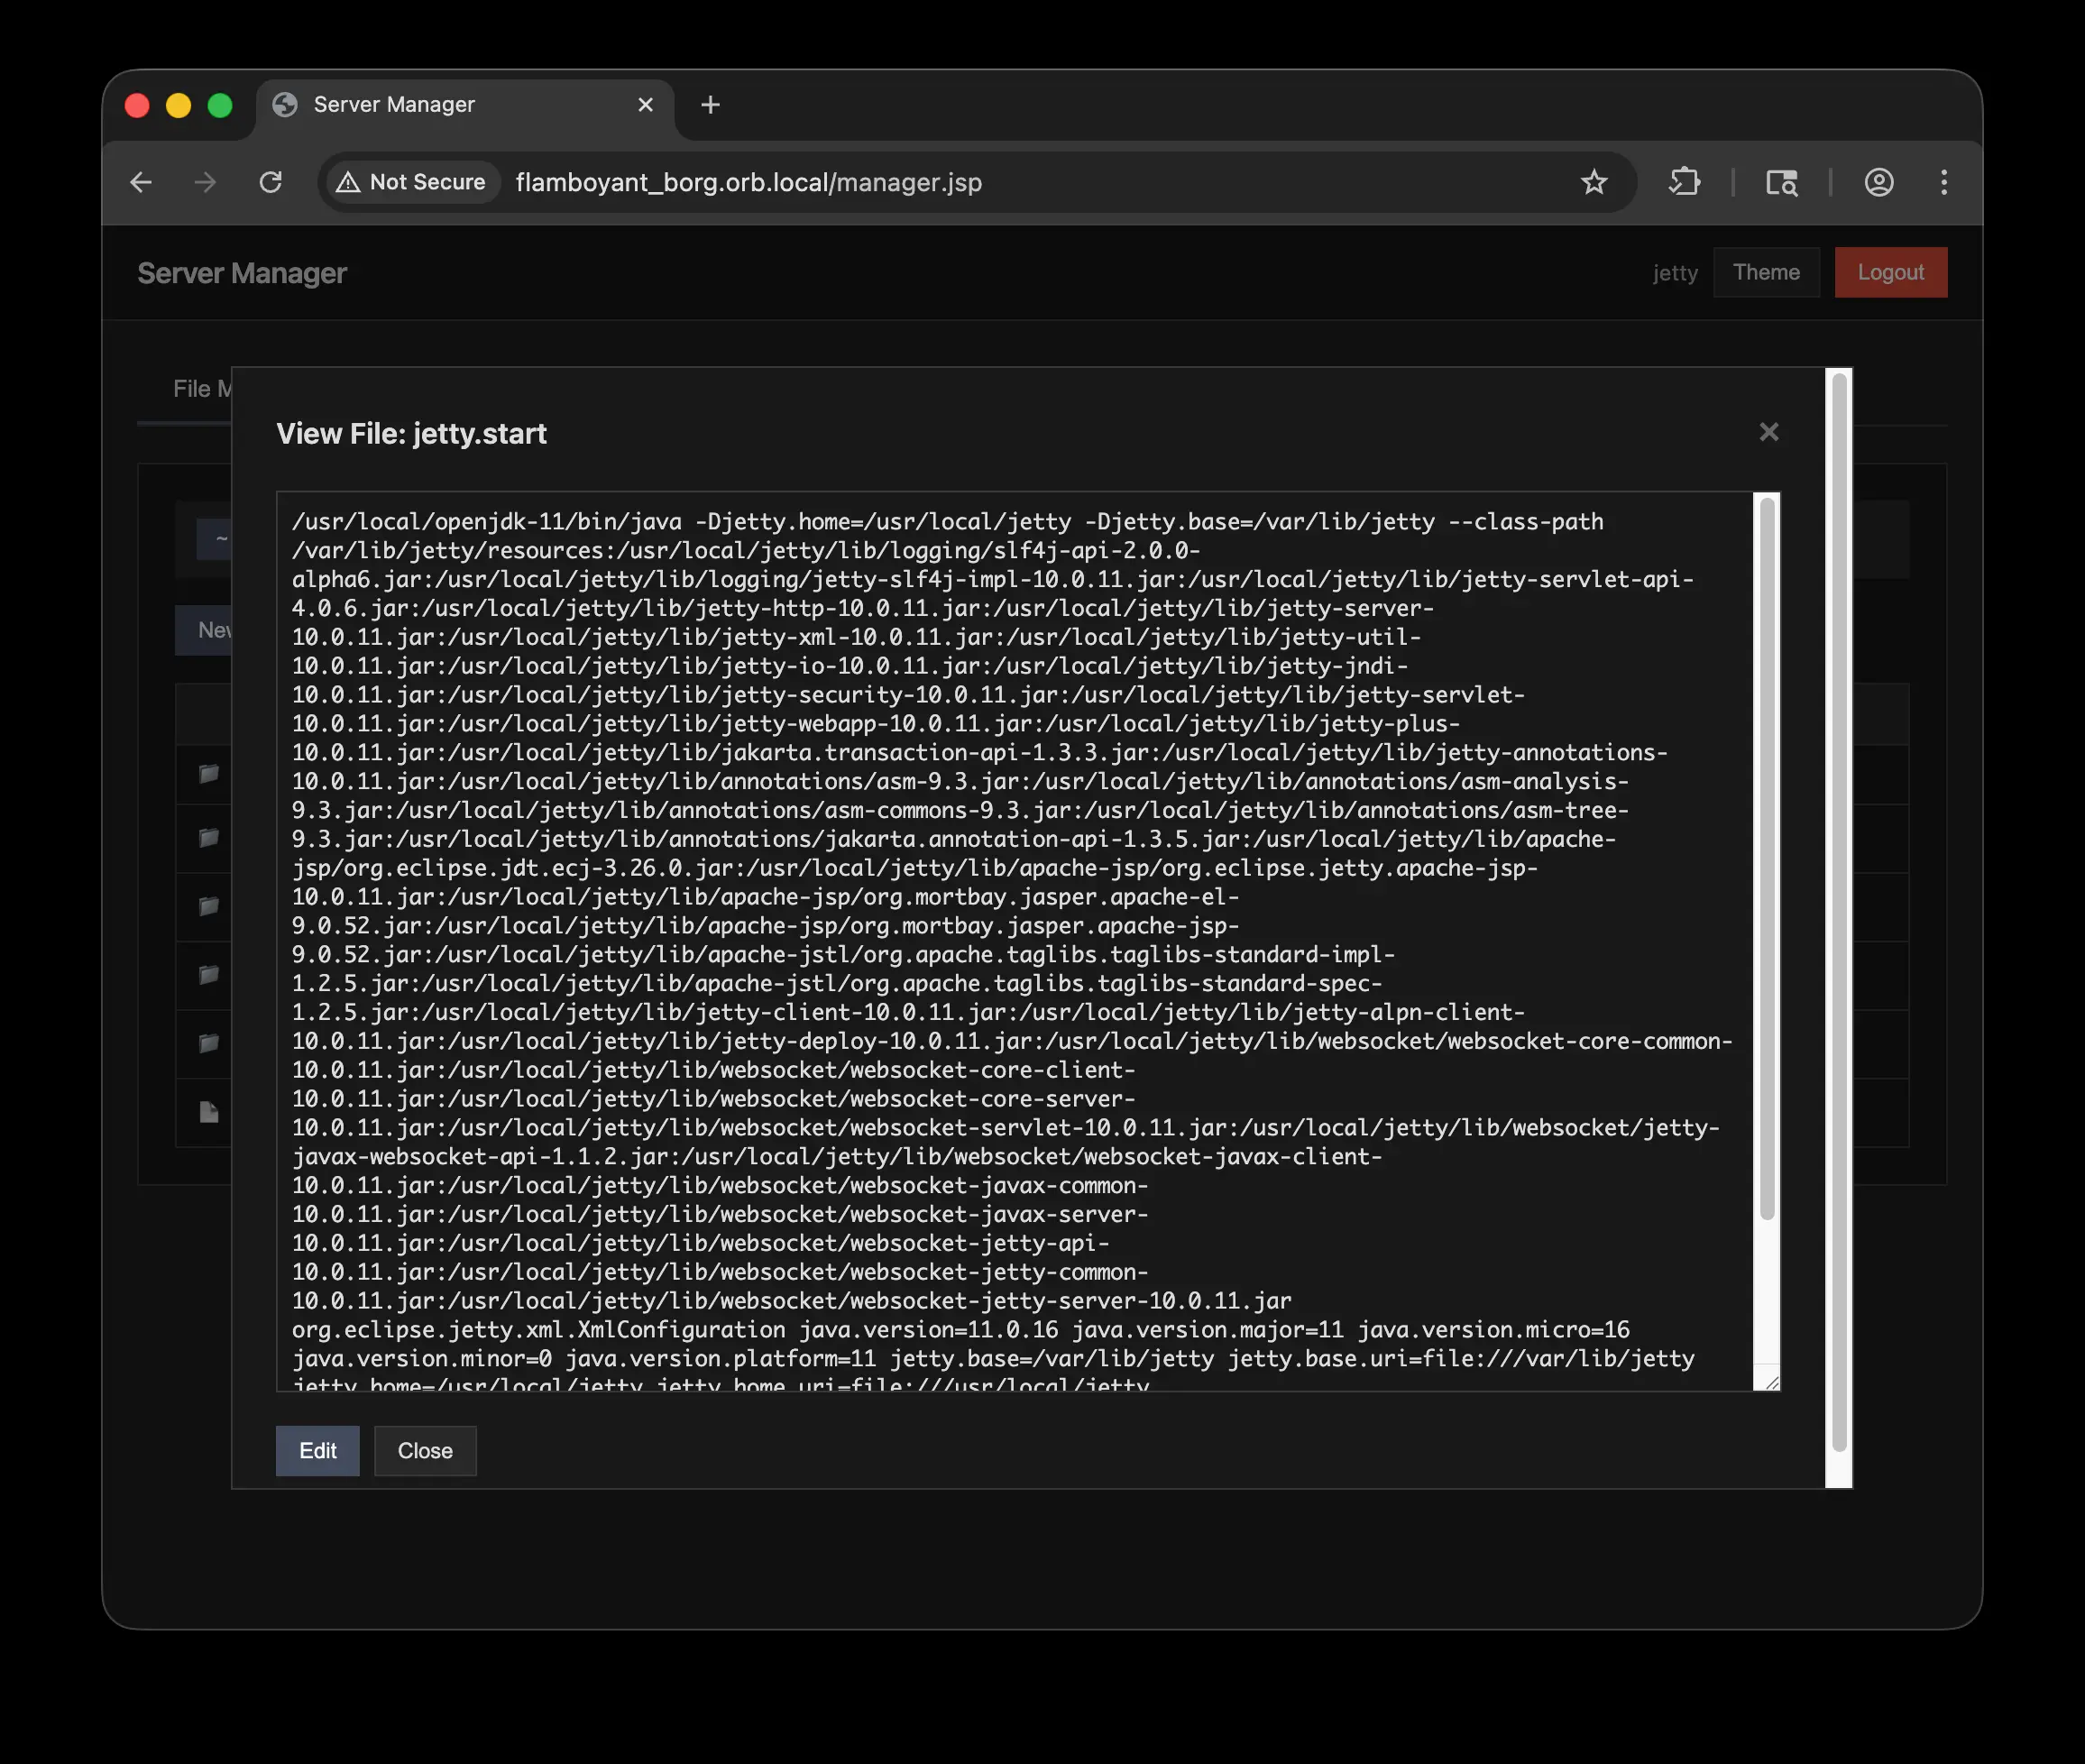 Server Manager
Not Secure
flamboyant_borg.orb.local/manager.jsp
Server Manager
jetty
Theme
Logout
File M
View File: jetty.start
~
/usr/local/openjdk-11/bin/java -Djetty.home=/usr/local/jetty -Djetty.base=/var/lib/jetty --class-path
/var/lib/jetty/resources:/usr/local/jetty/lib/logging/slf4j-api-2.0.0-
alpha6.jar:/usr/local/jetty/lib/logging/jetty-slf4j-impl-10.0.11.jar:/usr/local/jetty/lib/jetty-servlet-api-
4.0.6.jar:/usr/local/jetty/lib/jetty-http-10.0.11.jar:/usr/local/jetty/lib/jetty-server-
10.0.11.jar:/usr/local/jetty/lib/jetty-xml-10.0.11.jar:/usr/local/jetty/lib/jetty-util-
10.0.11.jar:/usr/local/jetty/lib/jetty-io-10.0.11.jar:/usr/local/jetty/lib/jetty-jndi-
10.0.11.jar:/usr/local/jetty/lib/jetty-security-10.0.11.jar:/usr/local/jetty/lib/jetty-servlet-
10.0.11.jar:/usr/local/jetty/lib/jetty-webapp-10.0.11.jar:/usr/local/jetty/lib/jetty-plus-
10.0.11.jar:/usr/local/jetty/lib/jakarta.transaction-api-1.3.3.jar:/usr/local/jetty/lib/jetty-annotations-
10.0.11.jar:/usr/local/jetty/lib/annotations/asm-9.3.jar:/usr/local/jetty/lib/annotations/asm-analysis-
9.3.jar:/usr/local/jetty/lib/annotations/asm-commons-9.3.jar:/usr/local/jetty/lib/annotations/asm-tree-
9.3.jar:/usr/local/jetty/lib/annotations/jakarta.annotation-api-1.3.5.jar:/usr/local/jetty/lib/apache-
jsp/org.eclipse.jdt.ecj-3.26.0.jar:/usr/local/jetty/lib/apache-jsp/org.eclipse.jetty.apache-jsp-
10.0.11.jar:/usr/local/jetty/lib/apache-jsp/org.mortbay.jasper.apache-el-
9.0.52.jar:/usr/local/jetty/lib/apache-jsp/org.mortbay.jasper.apache-jsp-
9.0.52.jar:/usr/local/jetty/lib/apache-jstl/org.apache.taglibs.taglibs-standard-impl-
1.2.5.jar:/usr/local/jetty/lib/apache-jstl/org.apache.taglibs.taglibs-standard-spec-
1.2.5.jar:/usr/local/jetty/lib/jetty-client-10.0.11.jar:/usr/local/jetty/lib/jetty-alpn-client-
10.0.11.jar:/usr/local/jetty/lib/jetty-deploy-10.0.11.jar:/usr/local/jetty/lib/websocket/websocket-core-common-
10.0.11.jar:/usr/local/jetty/lib/websocket/websocket-core-client-
10.0.11.jar:/usr/local/jetty/lib/websocket/websocket-core-server-
10.0.11.jar:/usr/local/jetty/lib/websocket/websocket-servlet-10.0.11.jar:/usr/local/jetty/lib/websocket/jetty-
javax-websocket-api-1.1.2.jar:/usr/local/jetty/lib/websocket/websocket-javax-client-
10.0.11.jar:/usr/local/jetty/lib/websocket/websocket-javax-common-
10.0.11.jar:/usr/local/jetty/lib/websocket/websocket-javax-server-
10.0.11.jar:/usr/local/jetty/lib/websocket/websocket-jetty-api-
10.0.11.jar:/usr/local/jetty/lib/websocket/websocket-jetty-common-
10.0.11.jar:/usr/local/jetty/lib/websocket/websocket-jetty-server-10.0.11.jar
org.eclipse.jetty.xml.XmlConfiguration java.version=11.0.16 java.version.major=11 java.version.micro=16
java.version.minor=0 java.version.platform=11 jetty.base=/var/lib/jetty jetty.base.uri=file:///var/lib/jetty
jetty.home=/usr/local/jetty jetty.home.uri=file:///usr/local/jetty
New
Edit
Close